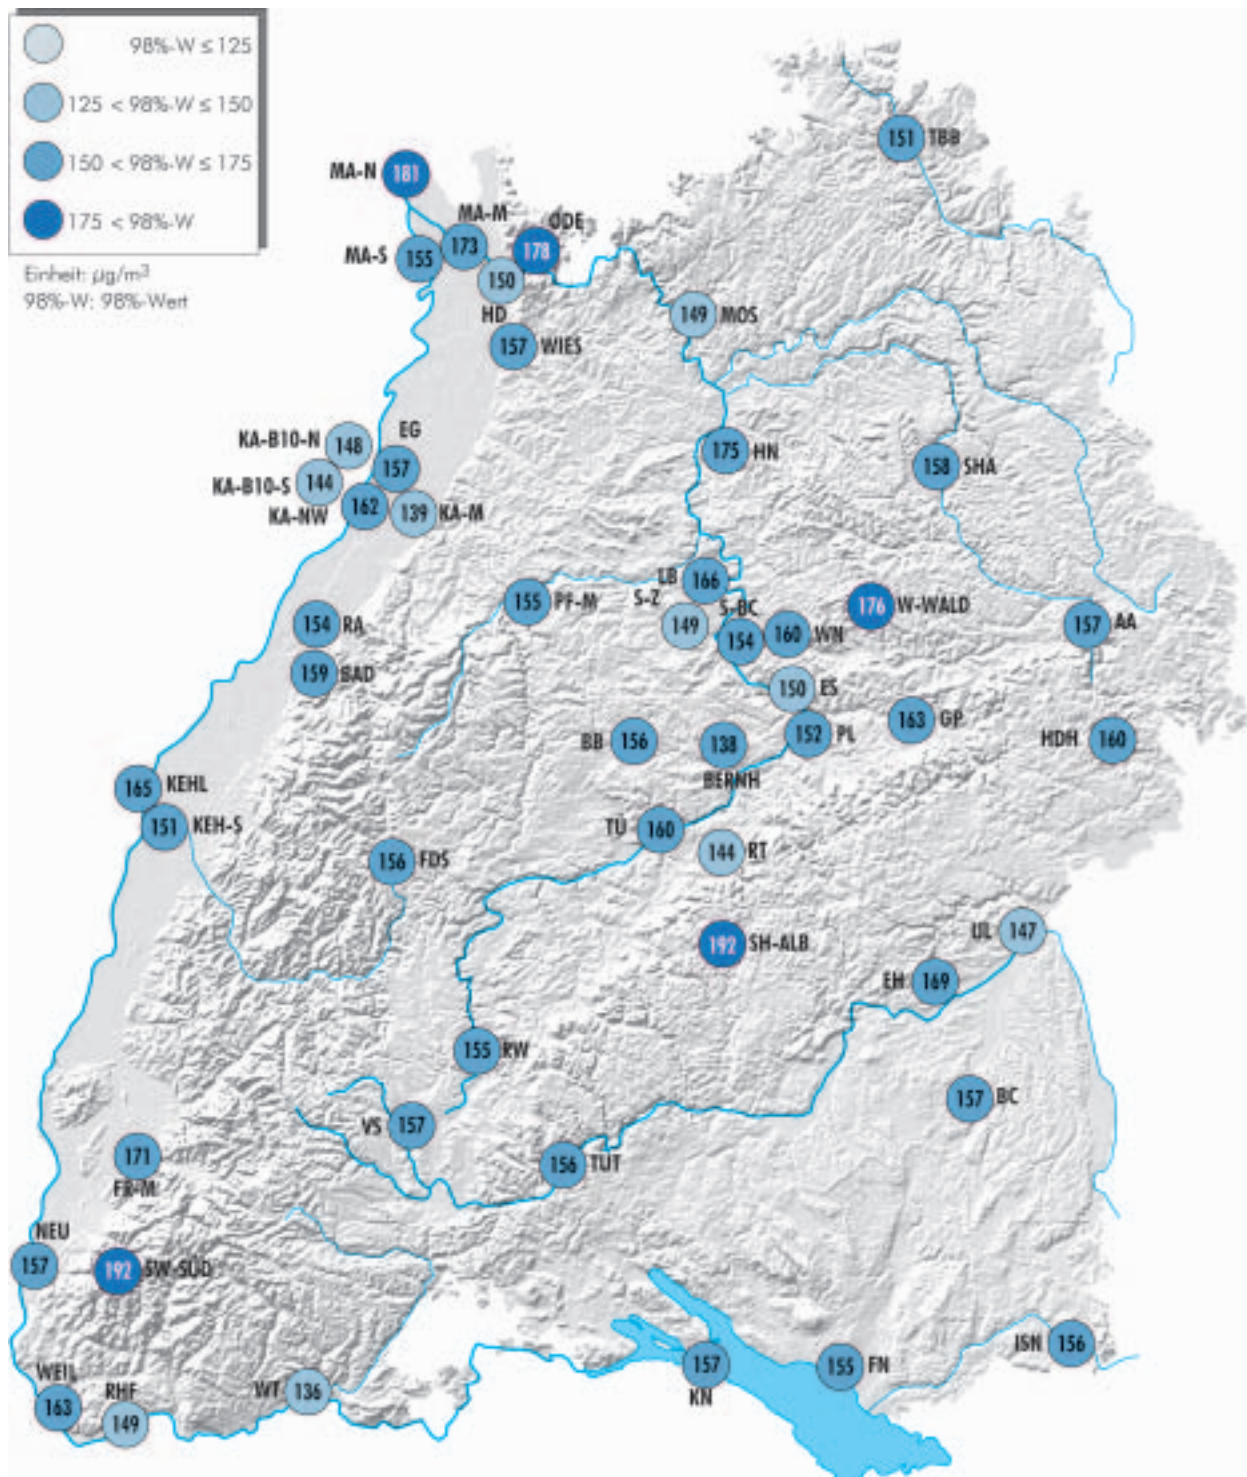 98%-W ≤ 125
125 < 98%-W ≤ 150
150 < 98%-W ≤ 175
175 < 98%-W
Einheit: µg/m³
98%-W: 98%-Wert
151 TBB
MA-N 181
MA-M
173
ODE
178
MA-S 155
150
HD
149 MOS
157 WIES
KA-B10-N 148
EG
157
175 HN
158 SHA
KA-B10-S 144
KA-NW 162
139 KA-M
LB 166
155 PF-M
S-Z
149
S-BC
154
160 WN
176 W-WALD
157 AA
154 RA
159 BAD
150 ES
163 GP
152 PL
BB 156
138
BERNH
HDH 160
165 KEHL
151 KEH-S
TÜ 160
144 RT
156 FDS
192 SH-ALB
UL 147
EH 169
155 RW
157 BC
VS 157
171
FR-M
156 TUT
NEU
157
192 SW-SÜD
157
KN
155 FN
ISN 156
WEIL
163
RHF
149
WT 136